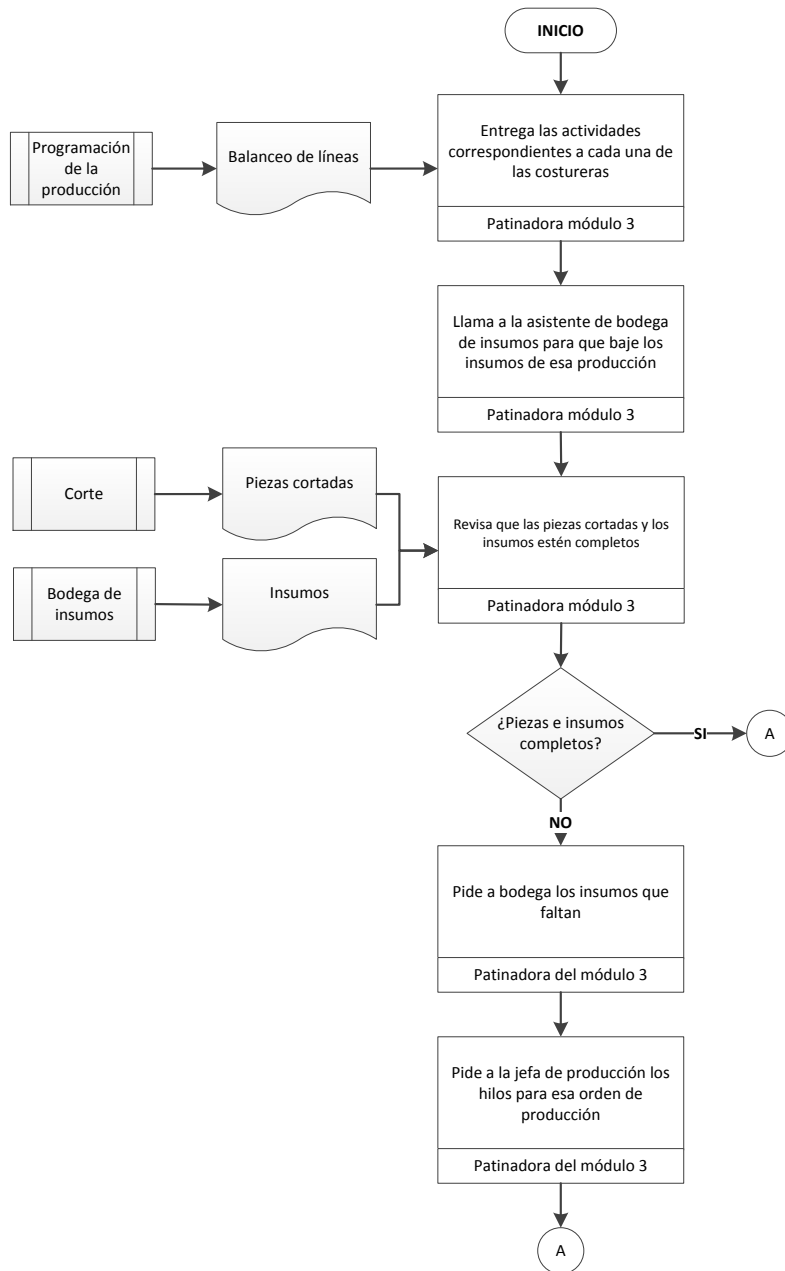 INICIO
Programación
de la
producción
Balanceo de líneas
Entrega las actividades
correspondientes a cada una de
las costureras
Patinadora módulo 3
Llama a la asistente de bodega
de insumos para que baje los
insumos de esa producción
Patinadora módulo 3
Corte
Piezas cortadas
Bodega de
insumos
Insumos
Revisa que las piezas cortadas y los
insumos estén completos
Patinadora módulo 3
¿Piezas e insumos
completos?
SI
A
NO
Pide a bodega los insumos que
faltan
Patinadora del módulo 3
Pide a la jefa de producción los
hilos para esa orden de
producción
Patinadora del módulo 3
A